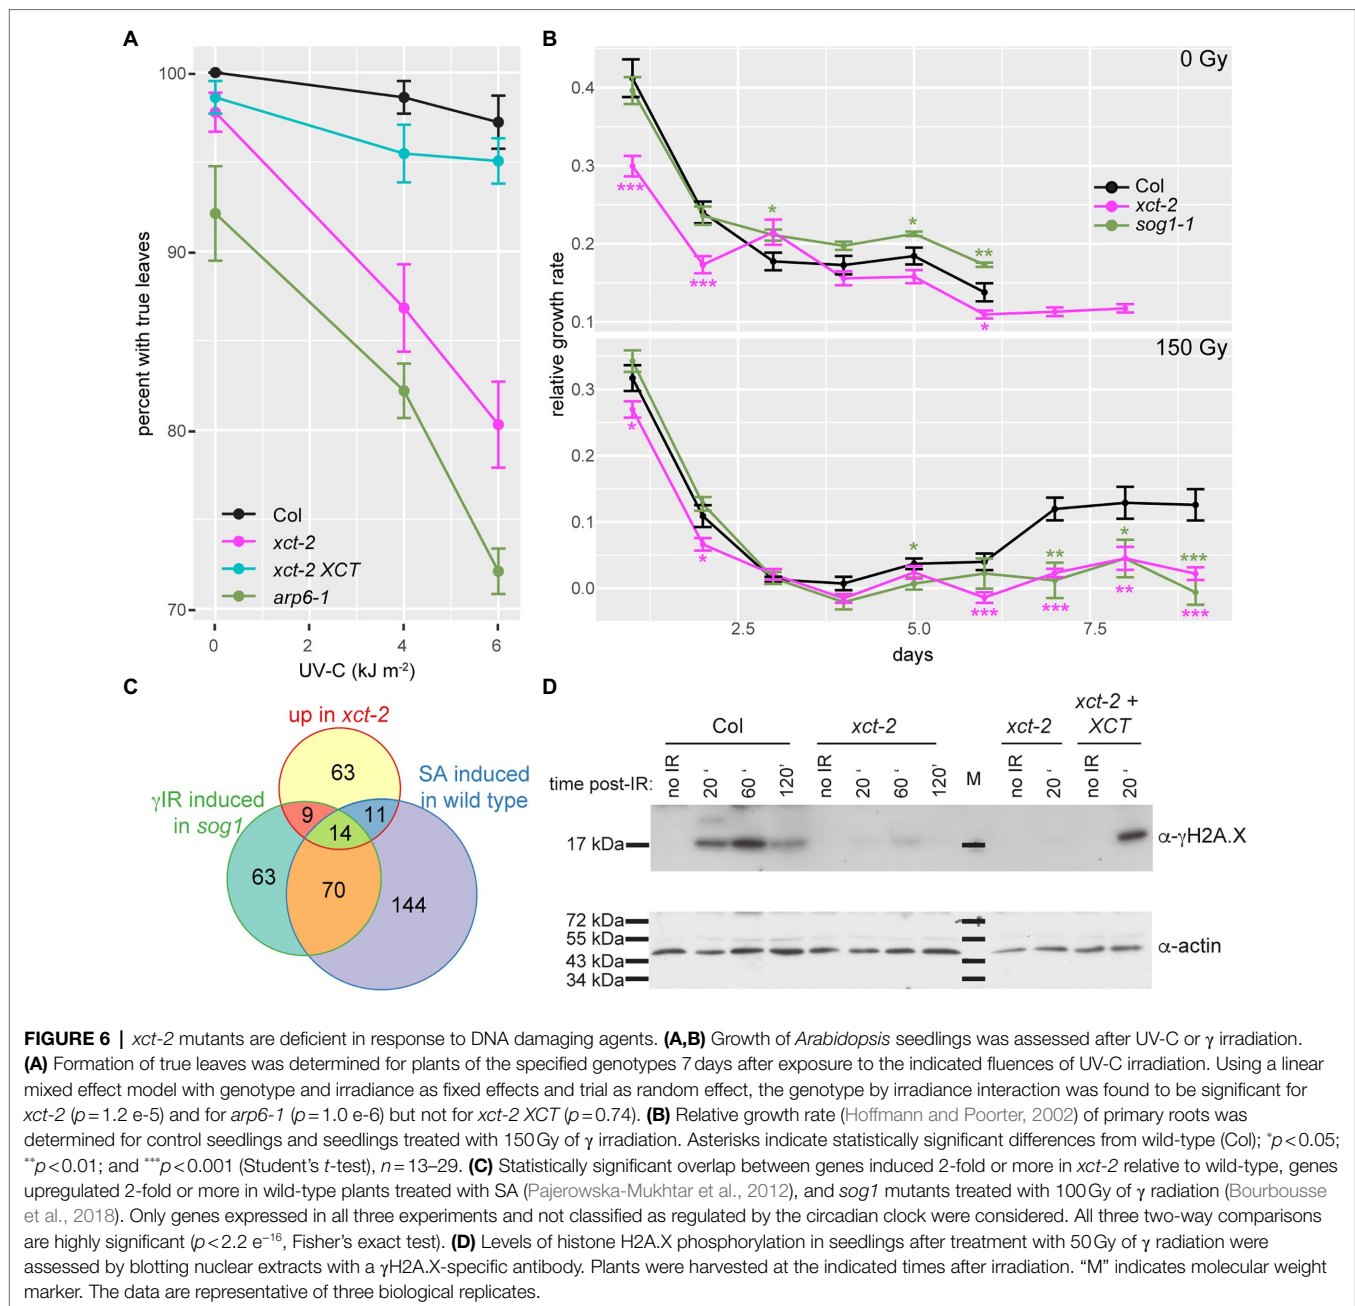 A
100
90
80
70
percent with true leaves
Col
xct-2
xct-2 XCT
arp6-1
0
2
4
6
UV-C (kJ m-2)
B
0 Gy
0.4
0.3
0.2
0.1
***
***
*
*
*
**
Col
xct-2
sog1-1
relative growth rate
150 Gy
0.3
0.2
0.1
0.0
*
*
*
***
**
***
*
**
***
***
2.5
5.0
7.5
days
C
up in xct-2
63
SA induced
in wild type
γIR induced
in sog1
9
11
14
63
70
144
D
Col
xct-2
xct-2
xct-2 +
XCT
time post-IR:
no IR
20‘
60‘
120’
no IR
20‘
60‘
120’
M
no IR
20‘
no IR
20‘
17 kDa
α-γH2A.X
72 kDa
55 kDa
43 kDa
34 kDa
α-actin
FIGURE 6 | xct-2 mutants are deficient in response to DNA damaging agents. (A,B) Growth of Arabidopsis seedlings was assessed after UV-C or γ irradiation.
(A) Formation of true leaves was determined for plants of the specified genotypes 7 days after exposure to the indicated fluences of UV-C irradiation. Using a linear
mixed effect model with genotype and irradiance as fixed effects and trial as random effect, the genotype by irradiance interaction was found to be significant for
xct-2 (p = 1.2 e-5) and for arp6-1 (p = 1.0 e-6) but not for xct-2 XCT (p = 0.74). (B) Relative growth rate (Hoffmann and Poorter, 2002) of primary roots was
determined for control seedlings and seedlings treated with 150 Gy of γ irradiation. Asterisks indicate statistically significant differences from wild-type (Col); *p < 0.05;
**p < 0.01; and ***p < 0.001 (Student’s t-test), n = 13–29. (C) Statistically significant overlap between genes induced 2-fold or more in xct-2 relative to wild-type, genes
upregulated 2-fold or more in wild-type plants treated with SA (Pajerowska-Mukhtar et al., 2012), and sog1 mutants treated with 100 Gy of γ radiation (Bourbousse
et al., 2018). Only genes expressed in all three experiments and not classified as regulated by the circadian clock were considered. All three two-way comparisons
are highly significant (p < 2.2 e−16, Fisher’s exact test). (D) Levels of histone H2A.X phosphorylation in seedlings after treatment with 50 Gy of γ radiation were
assessed by blotting nuclear extracts with a γH2A.X-specific antibody. Plants were harvested at the indicated times after irradiation. “M” indicates molecular weight
marker. The data are representative of three biological replicates.